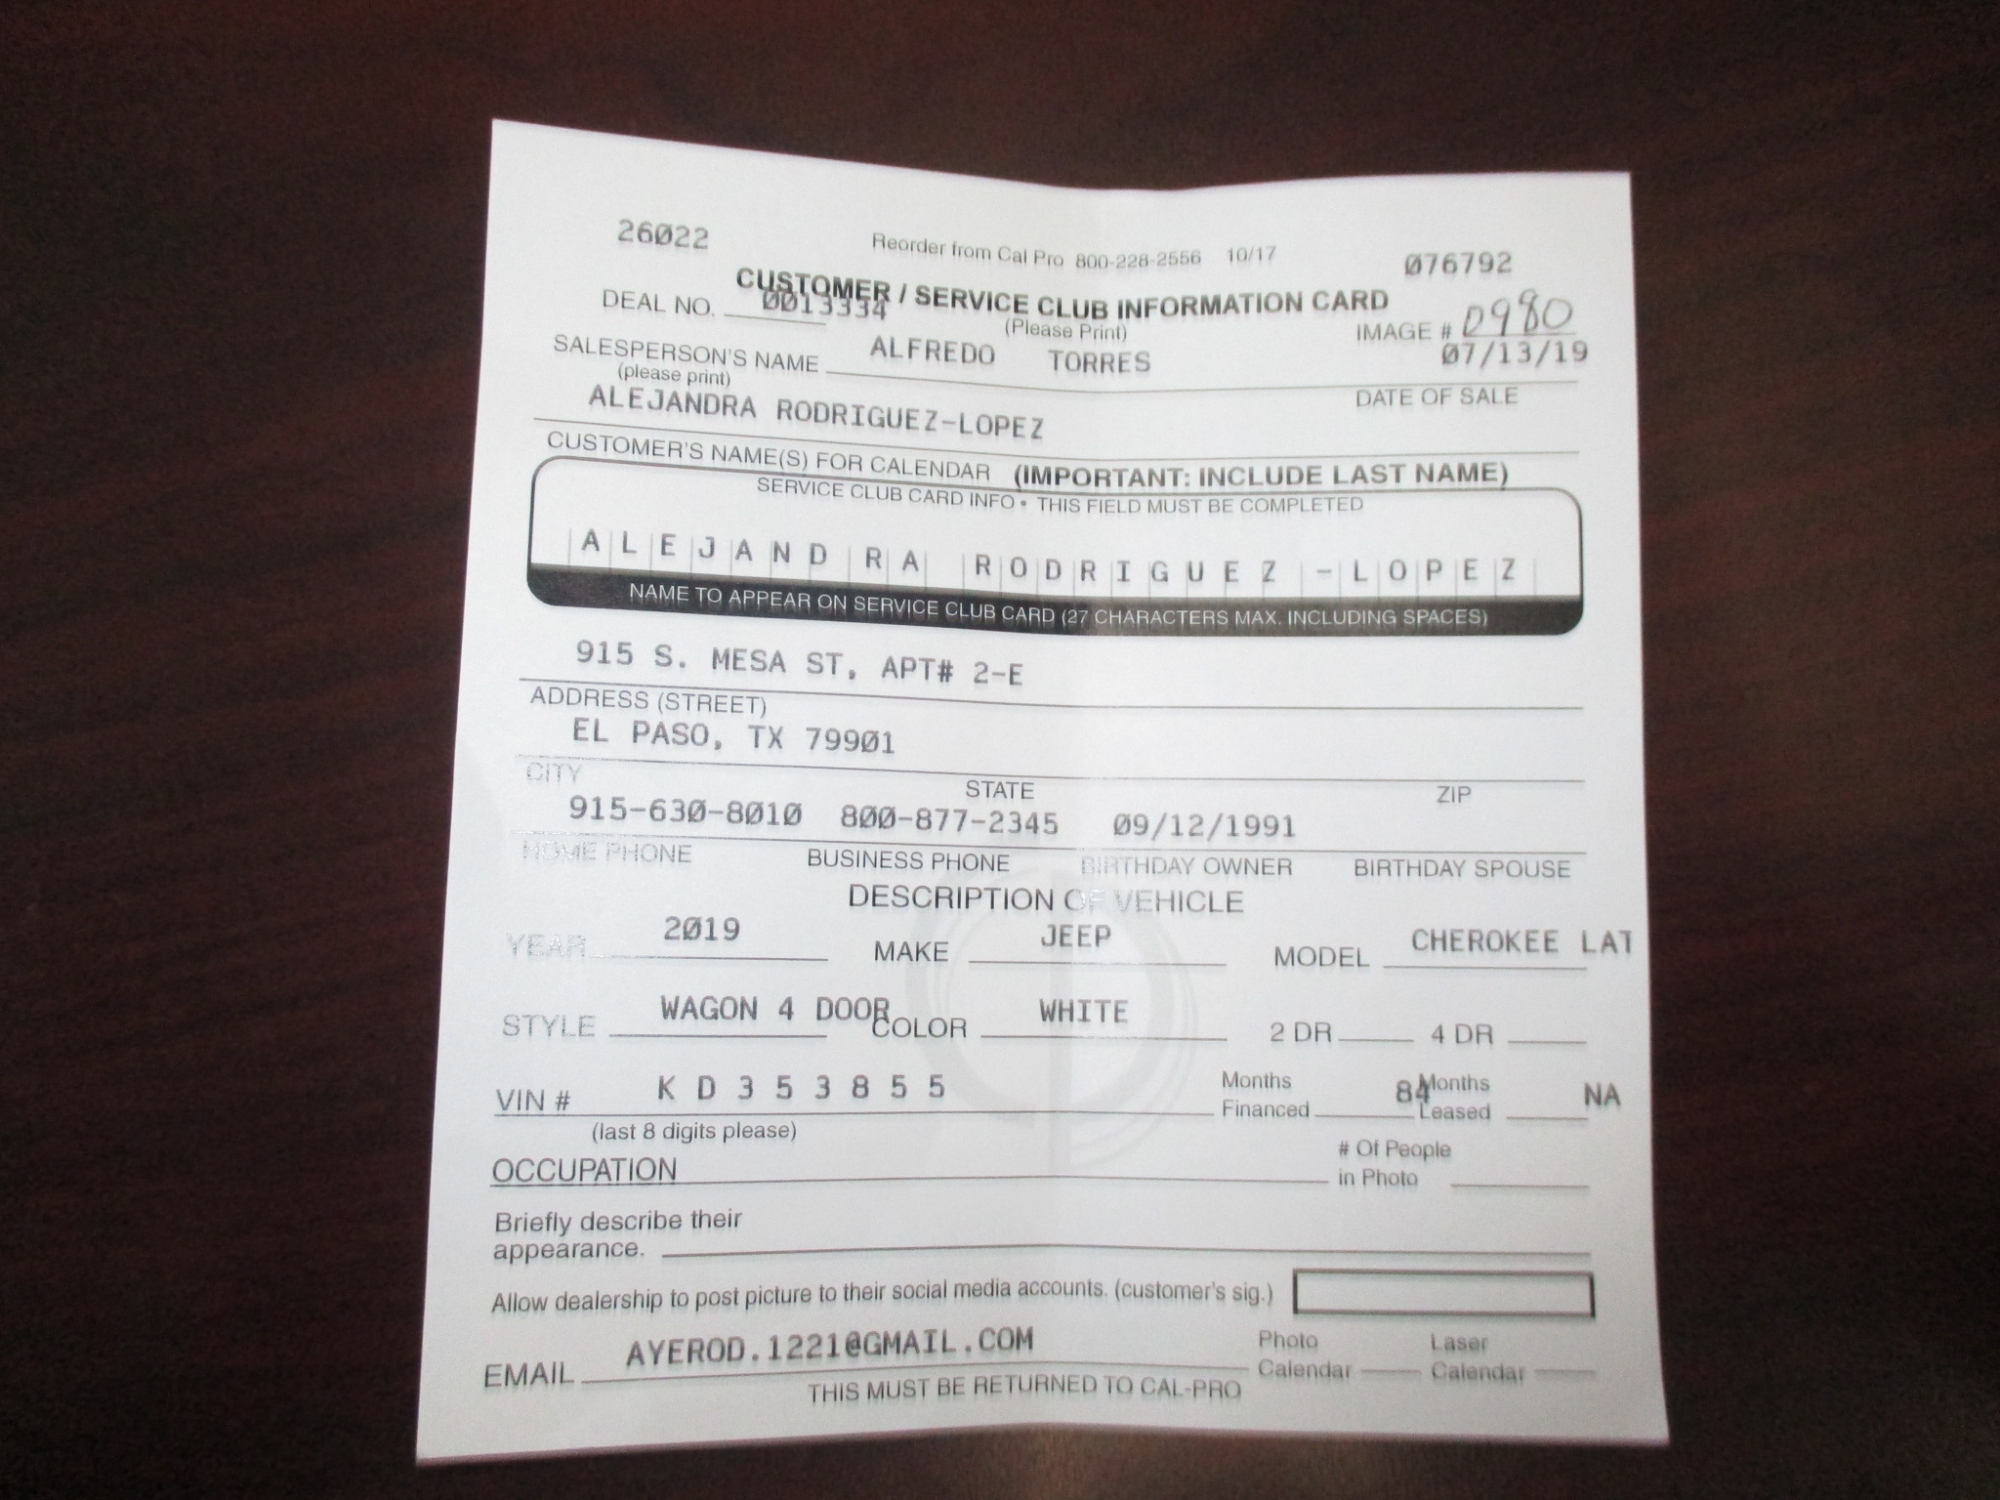 26022 Reorder from Cal Pro 800-228-2556 10/17 076792
CUSTOMER / SERVICE CLUB INFORMATION CARD
DEAL NO. 0013334 (Please Print) IMAGE # 0980
SALESPERSON'S NAME ALFREDO TORRES 07/13/19
(please print) DATE OF SALE
ALEJANDRA RODRIGUEZ-LOPEZ
CUSTOMER'S NAME(S) FOR CALENDAR (IMPORTANT: INCLUDE LAST NAME)
SERVICE CLUB CARD INFO • THIS FIELD MUST BE COMPLETED
ALEJANDRA RODRIGUEZ-LOPEZ
NAME TO APPEAR ON SERVICE CLUB CARD (27 CHARACTERS MAX. INCLUDING SPACES)
915 S. MESA ST, APT# 2-E
ADDRESS (STREET)
EL PASO, TX 79901
CITY STATE ZIP
915-630-8010 800-877-2345 09/12/1991
HOME PHONE BUSINESS PHONE BIRTHDAY OWNER BIRTHDAY SPOUSE
DESCRIPTION OF VEHICLE
YEAR 2019 MAKE JEEP MODEL CHEROKEE LAT
STYLE WAGON 4 DOOR COLOR WHITE 2 DR 4 DR
VIN # KD353855 Months Financed 84 Months Leased NA
(last 8 digits please)
OCCUPATION # Of People in Photo
Briefly describe their
appearance.
Allow dealership to post picture to their social media accounts. (customer's sig.)
EMAIL AYEROD.1221@GMAIL.COM Photo Calendar Laser Calendar
THIS MUST BE RETURNED TO CAL-PRO